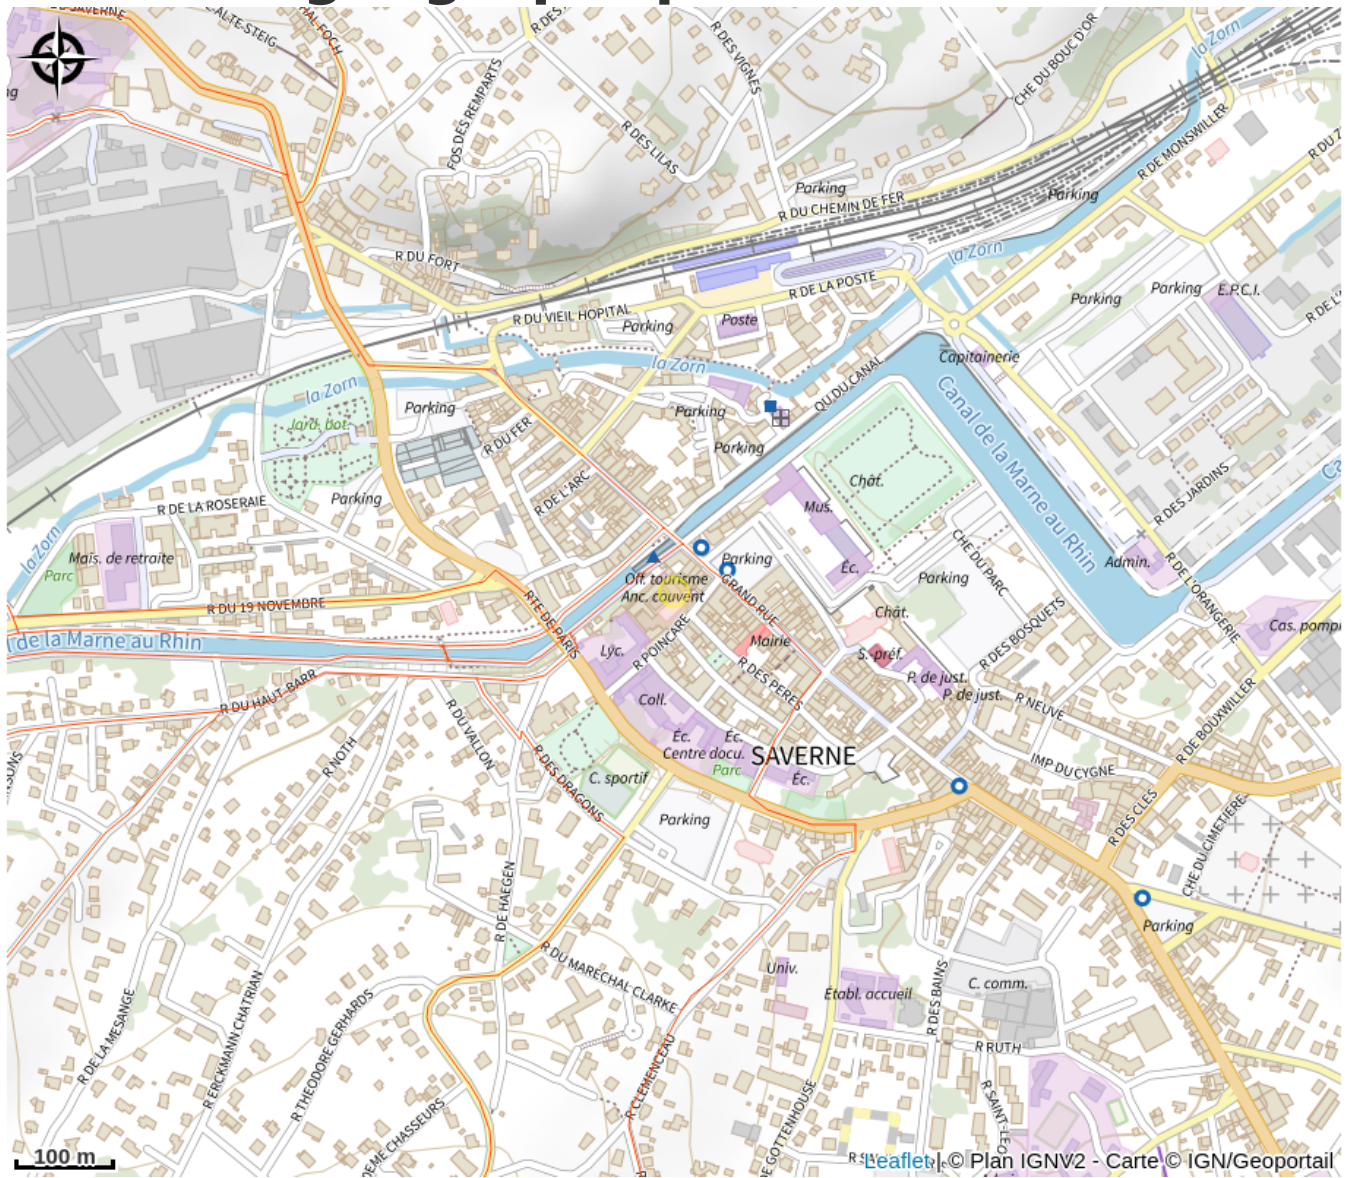 R DES VIGNES
CHE DU BOUC D'OR
la Zorn
FOS DES REMPARTS
R DES LILAS
R DE MONSWILLER
Parking
Parking
R DU CHEMIN DE FER
R DU FORT
la Zorn
R DE LA POSTE
Parking
Parking
E.P.C.I.
R DU VIEIL HOPITAL
Parking
Poste
Capitainerie
la Zorn
la Zorn
QU DU CANAL
Canal de la Marne au Rhin
Parking
Parking
Jard. bot.
R DU FER
Parking
Chât.
R DE L'ARC
Mus.
R DES JARDINS
Parking
R DE LA ROSERAIE
la Zorn
Mais. de retraite
Parc
Parking
Éc.
CHE DU PARC
Parking
Admin.
R DE L'ORANGERIE
Off. tourisme
Anc. couvent
GRAND RUE
R DU 19 NOVEMBRE
RTE DE PARIS
Chât.
R DES BOSQUETS
Cas. pompi
l de la Marne au Rhin
Lyc.
R POINCARE
Mairie
S.-préf.
P. de just.
P. de just.
R DES PERES
R NEUVE
R DU HAUT-BARR
Coll.
R DE BOUXWILLER
R DU VALLON
R NOTH
Éc.
Éc.
Centre docu.
SAVERNE
Parc
Éc.
IMP DU CYGNE
R DES DRAGONS
C. sportif
R DES CLES
Parking
CHE DU CIMETIERE
R DE HAEGEN
Parking
R DU MARECHAL CLARKE
Univ.
Établ. accueil
C. comm.
R DES BAINS
R DE LA MESANGE
R ERCKMANN CHATRIAN
R THEODORE GERHARDS
R CLEMENCEAU
R RUTH
100 m
Leaflet | © Plan IGNV2 - Carte © IGN/Geoportail